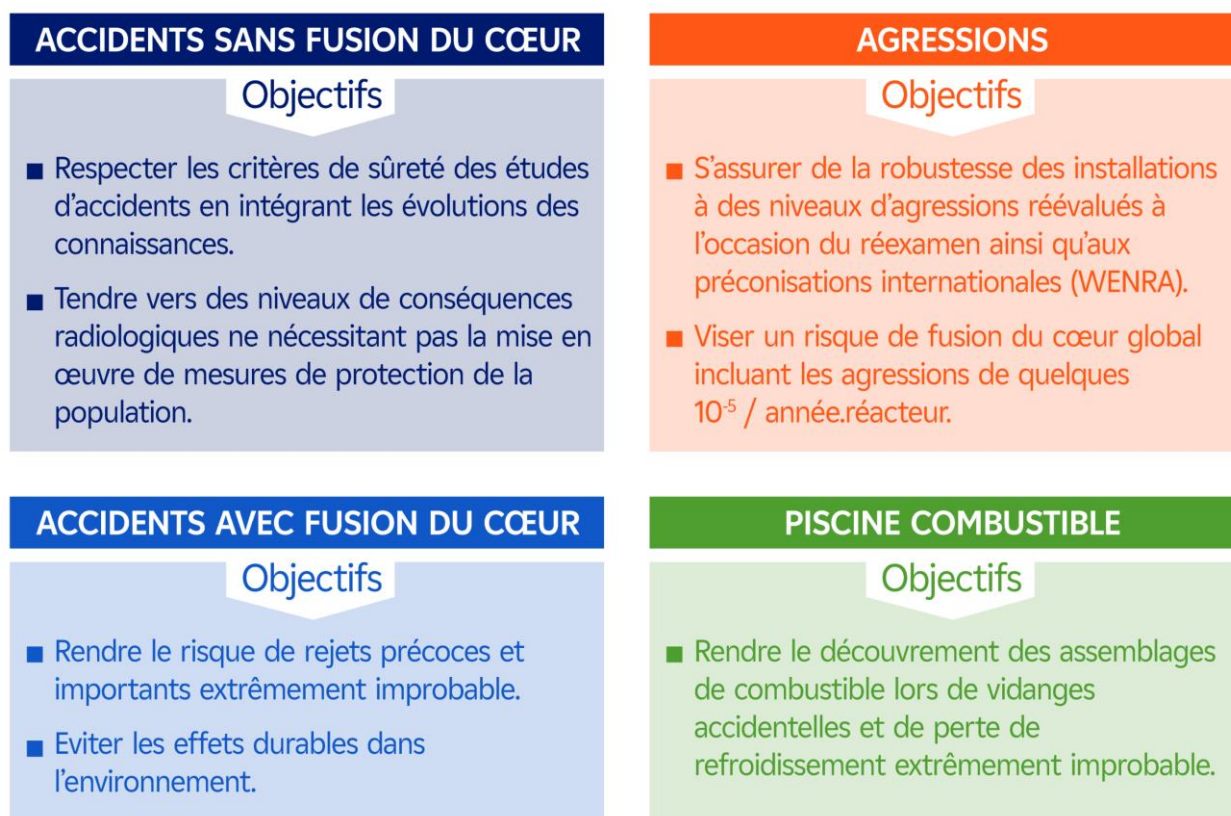 ACCIDENTS SANS FUSION DU CŒUR
Objectifs
■ Respecter les critères de sûreté des études
d’accidents en intégrant les évolutions des
connaissances.
■ Tendre vers des niveaux de conséquences
radiologiques ne nécessitant pas la mise en
œuvre de mesures de protection de la
population.
AGRESSIONS
Objectifs
■ S’assurer de la robustesse des installations
à des niveaux d’agressions réévalués à
l’occasion du réexamen ainsi qu’aux
préconisations internationales (WENRA).
■ Viser un risque de fusion du cœur global
incluant les agressions de quelques
10⁻⁵ / année.réacteur.
ACCIDENTS AVEC FUSION DU CŒUR
Objectifs
■ Rendre le risque de rejets précoces et
importants extrêmement improbable.
■ Eviter les effets durables dans
l’environnement.
PISCINE COMBUSTIBLE
Objectifs
■ Rendre le découvrement des assemblages
de combustible lors de vidanges
accidentelles et de perte de
refroidissement extrêmement improbable.